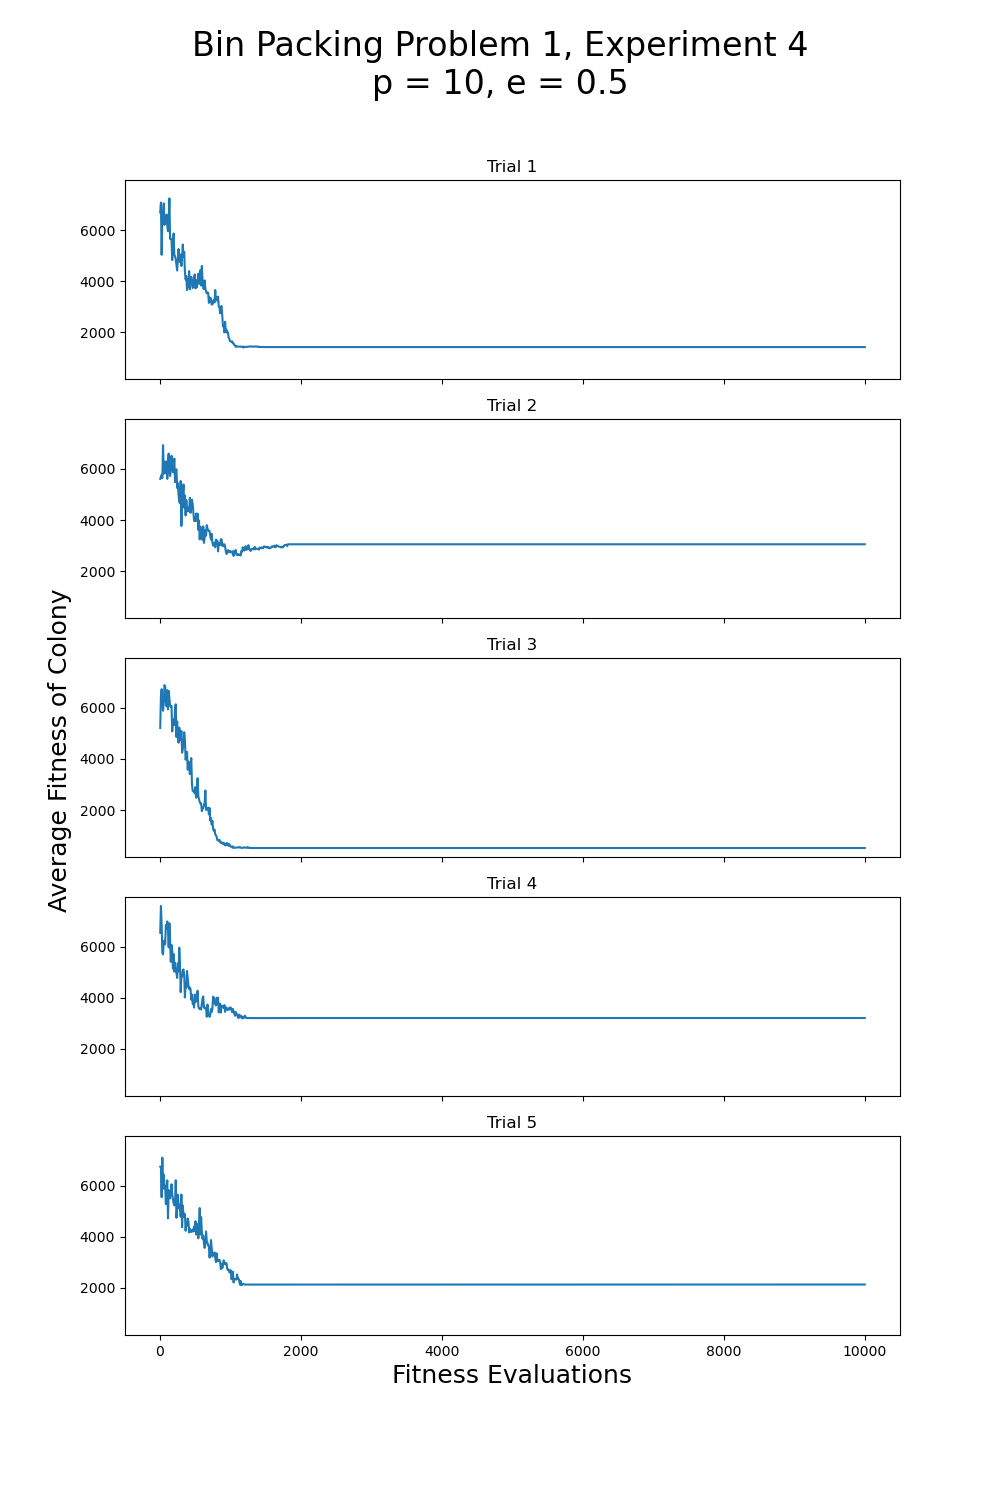 Bin Packing Problem 1, Experiment 4
p = 10, e = 0.5
Trial 1
6000
4000
2000
Trial 2
6000
4000
2000
Trial 3
6000
4000
2000
Trial 4
6000
4000
2000
Trial 5
6000
4000
2000
0 2000 4000 6000 8000 10000
Fitness Evaluations
Average Fitness of Colony